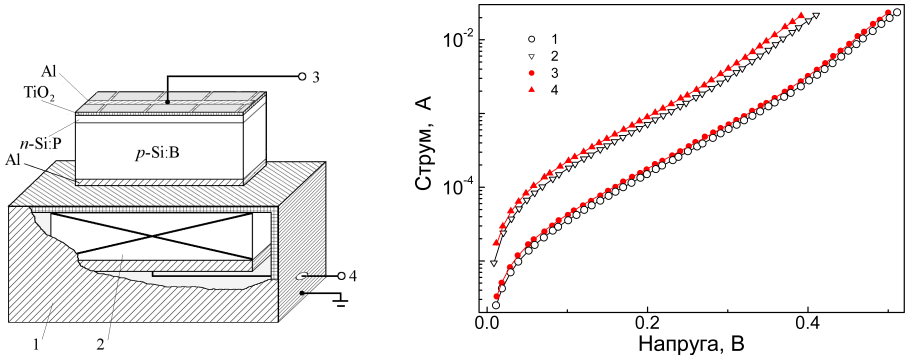 Al
TiO₂
n-Si:P
Al
p-Si:B
3
4
1
2
Струм, А
10⁻²
10⁻⁴
1
2
3
4
0.0
0.2
0.4
Напруга, В